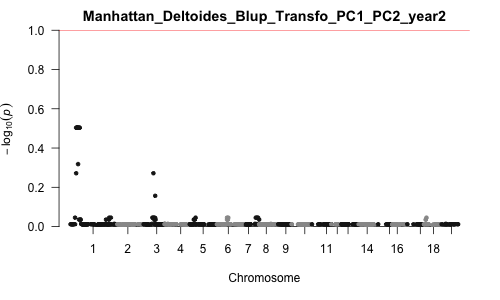 Manhattan_Deltoides_Blup_Transfo_PC1_PC2_year2
− log10(p)
1.0
0.8
0.6
0.4
0.2
0.0
1 2 3 4 5 6 7 8 9 11 14 16 18
Chromosome